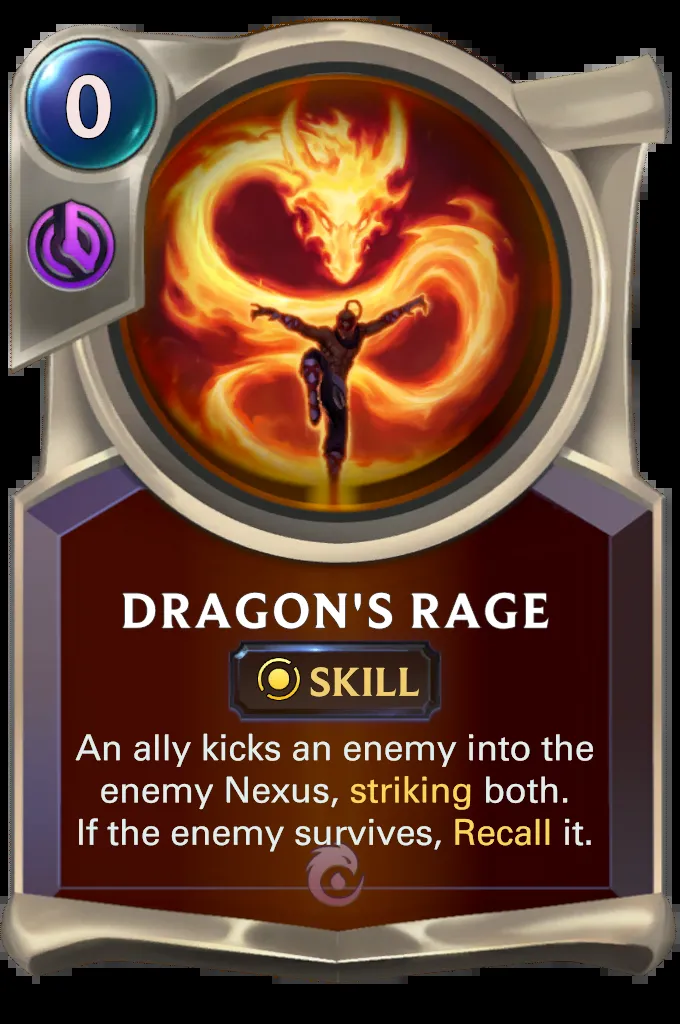 0
DRAGON'S RAGE
SKILL
An ally kicks an enemy into the
enemy Nexus, striking both.
If the enemy survives, Recall it.